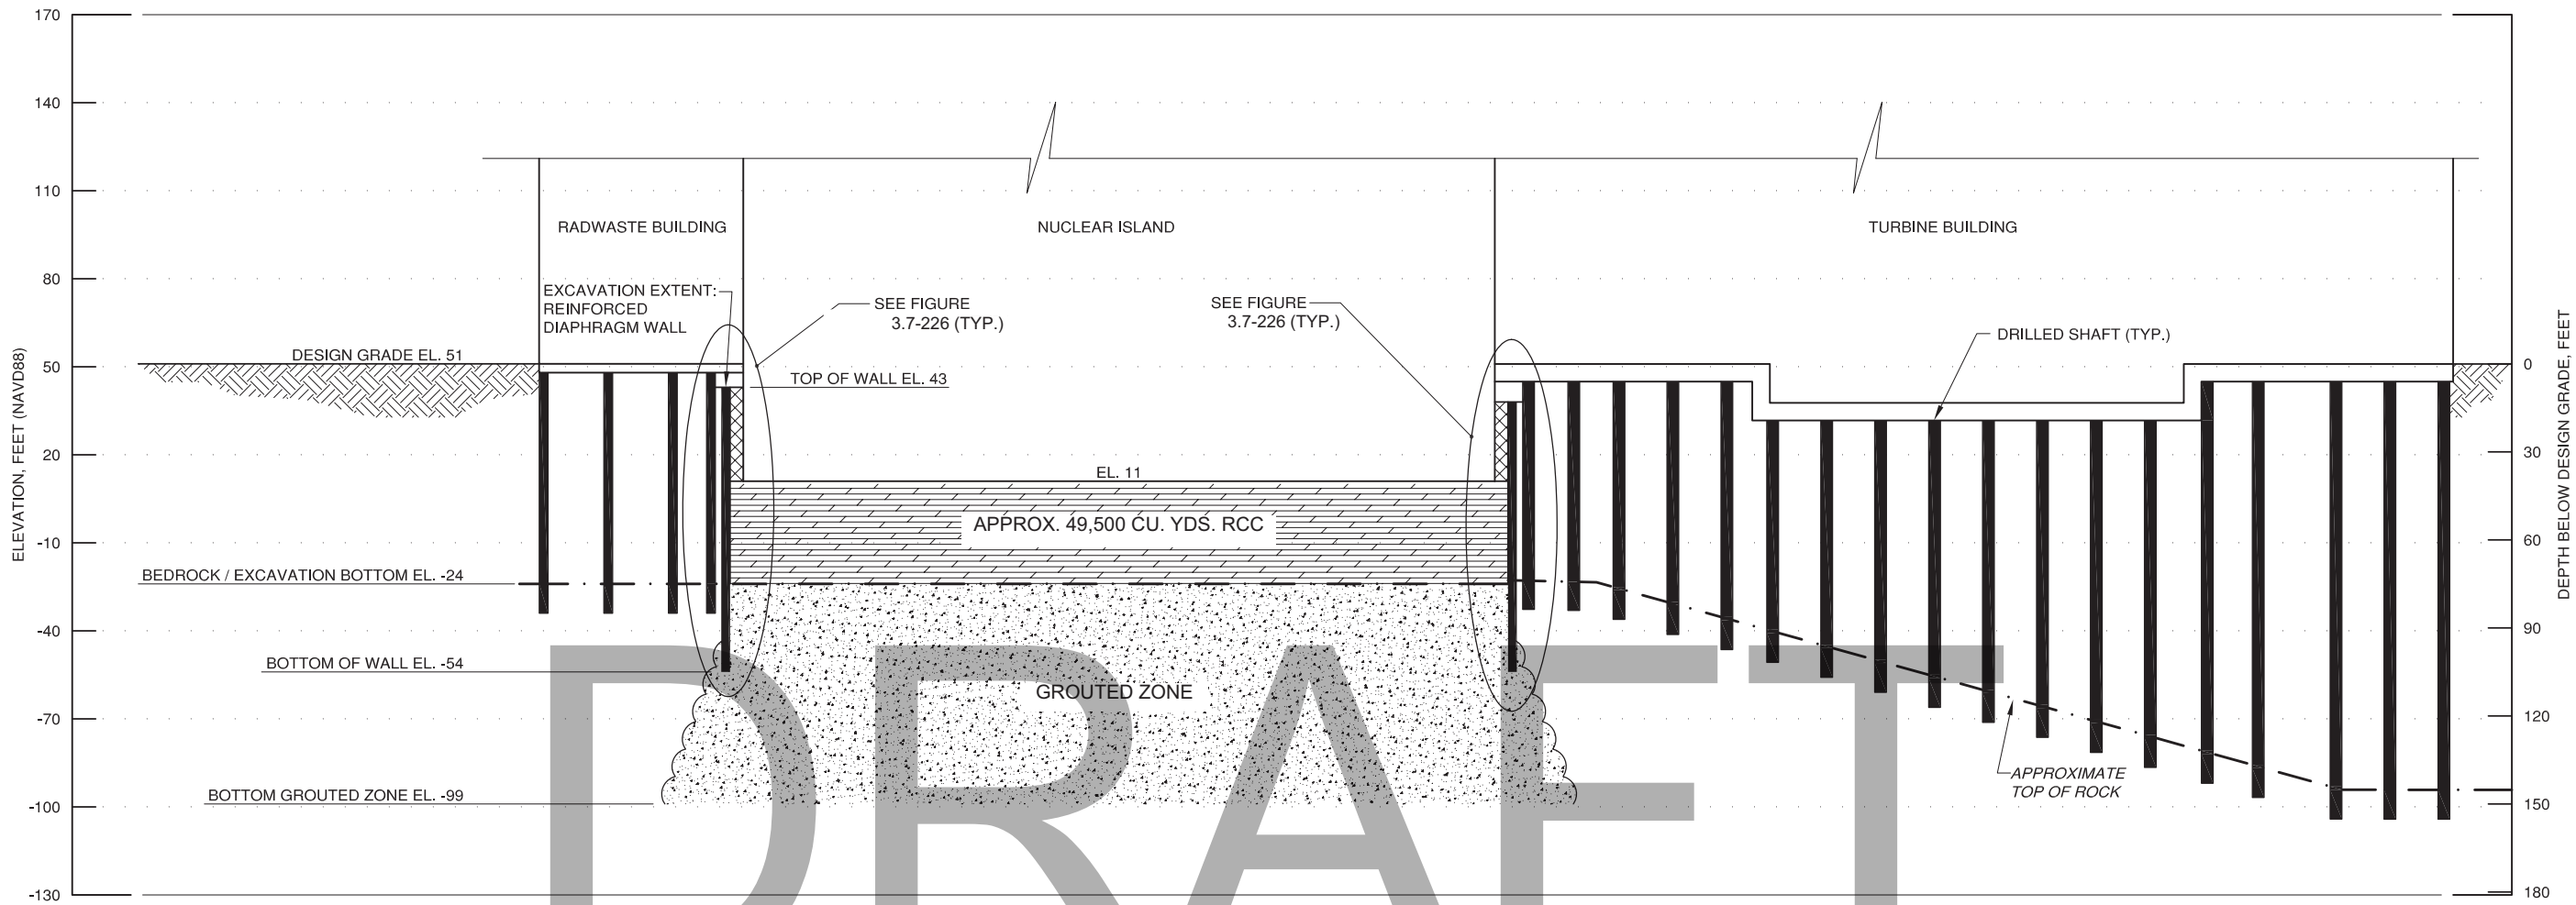 170
140
110
80
50
20
-10
-40
-70
-100
-130
ELEVATION, FEET (NAVD88)
RADWASTE BUILDING
NUCLEAR ISLAND
TURBINE BUILDING
EXCAVATION EXTENT:
REINFORCED
DIAPHRAGM WALL
SEE FIGURE
3.7-226 (TYP.)
SEE FIGURE
3.7-226 (TYP.)
DRILLED SHAFT (TYP.)
DESIGN GRADE EL. 51
TOP OF WALL EL. 43
EL. 11
APPROX. 49,500 CU. YDS. RCC
BEDROCK / EXCAVATION BOTTOM EL. -24
BOTTOM OF WALL EL. -54
GROUTED ZONE
BOTTOM GROUTED ZONE EL. -99
APPROXIMATE
TOP OF ROCK
DRAFT
0
30
60
90
120
150
180
DEPTH BELOW DESIGN GRADE, FEET